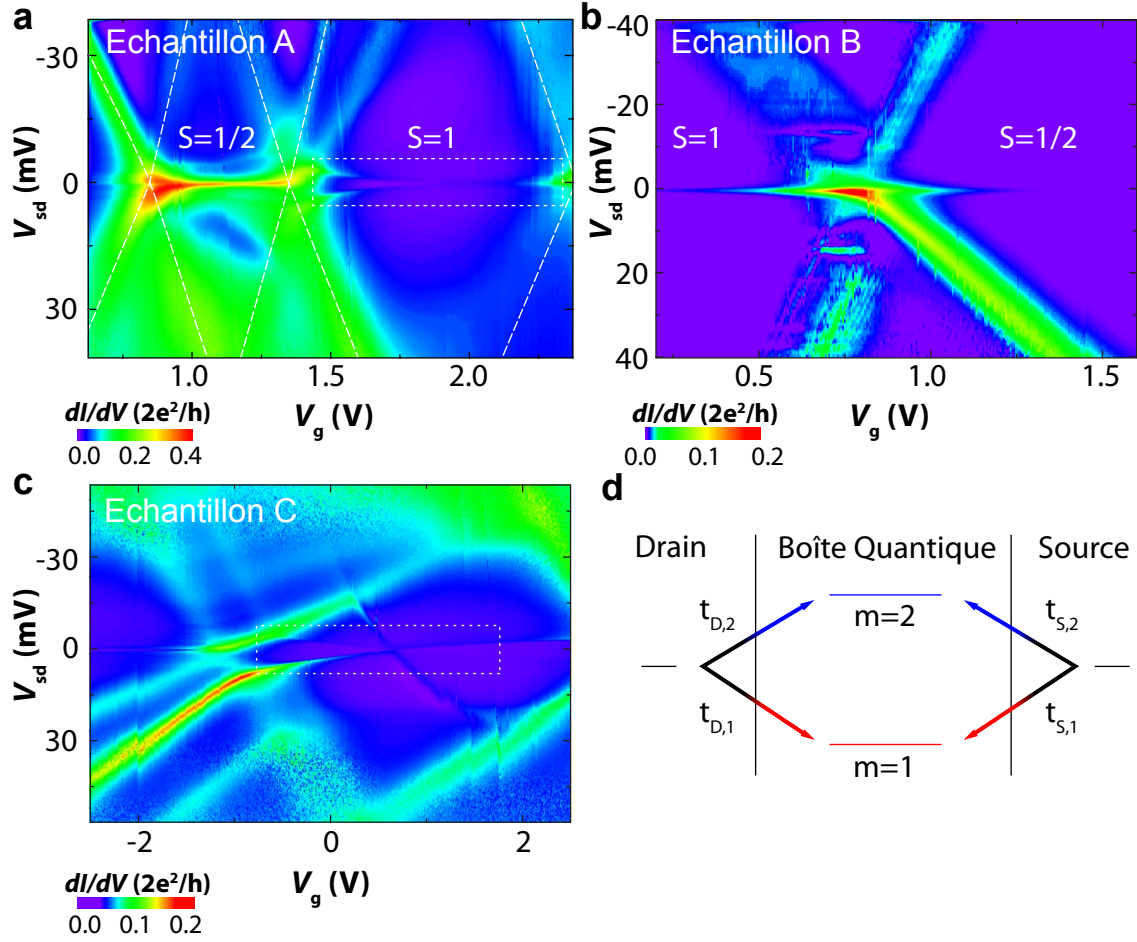 a
Echantillon A
S=1/2
S=1
-30
0
30
V_sd (mV)
1.0 1.5 2.0
V_g (V)
dI/dV (2e²/h)
0.0 0.2 0.4
b
Echantillon B
S=1
S=1/2
-40
-20
0
20
40
V_sd (mV)
0.5 1.0 1.5
V_g (V)
dI/dV (2e²/h)
0.0 0.1 0.2
c
Echantillon C
-30
0
30
V_sd (mV)
-2 0 2
V_g (V)
dI/dV (2e²/h)
0.0 0.1 0.2
d
Drain Boîte Quantique Source
t_D,2 m=2 t_S,2
t_D,1 m=1 t_S,1